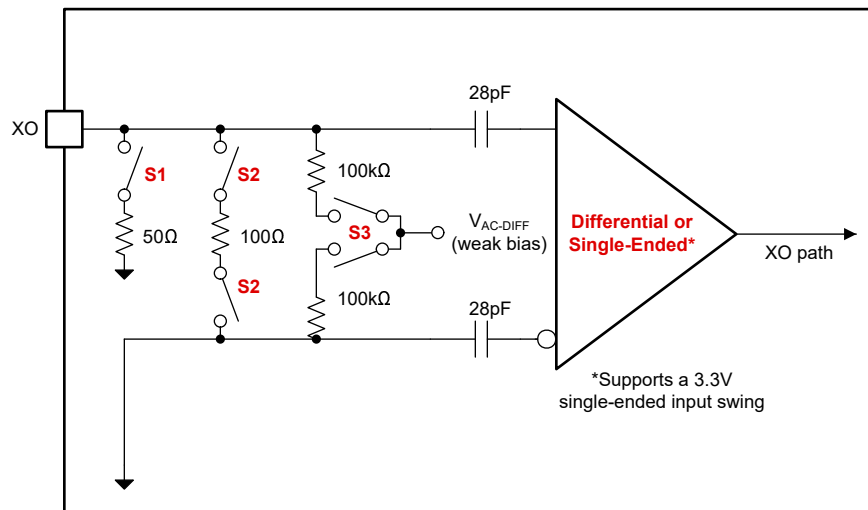 28pF
XO
S1
S2
100kΩ
50Ω
100Ω
S3
V_AC-DIFF
(weak bias)
Differential or
Single-Ended*
XO path
S2
100kΩ
28pF
*Supports a 3.3V
single-ended input swing